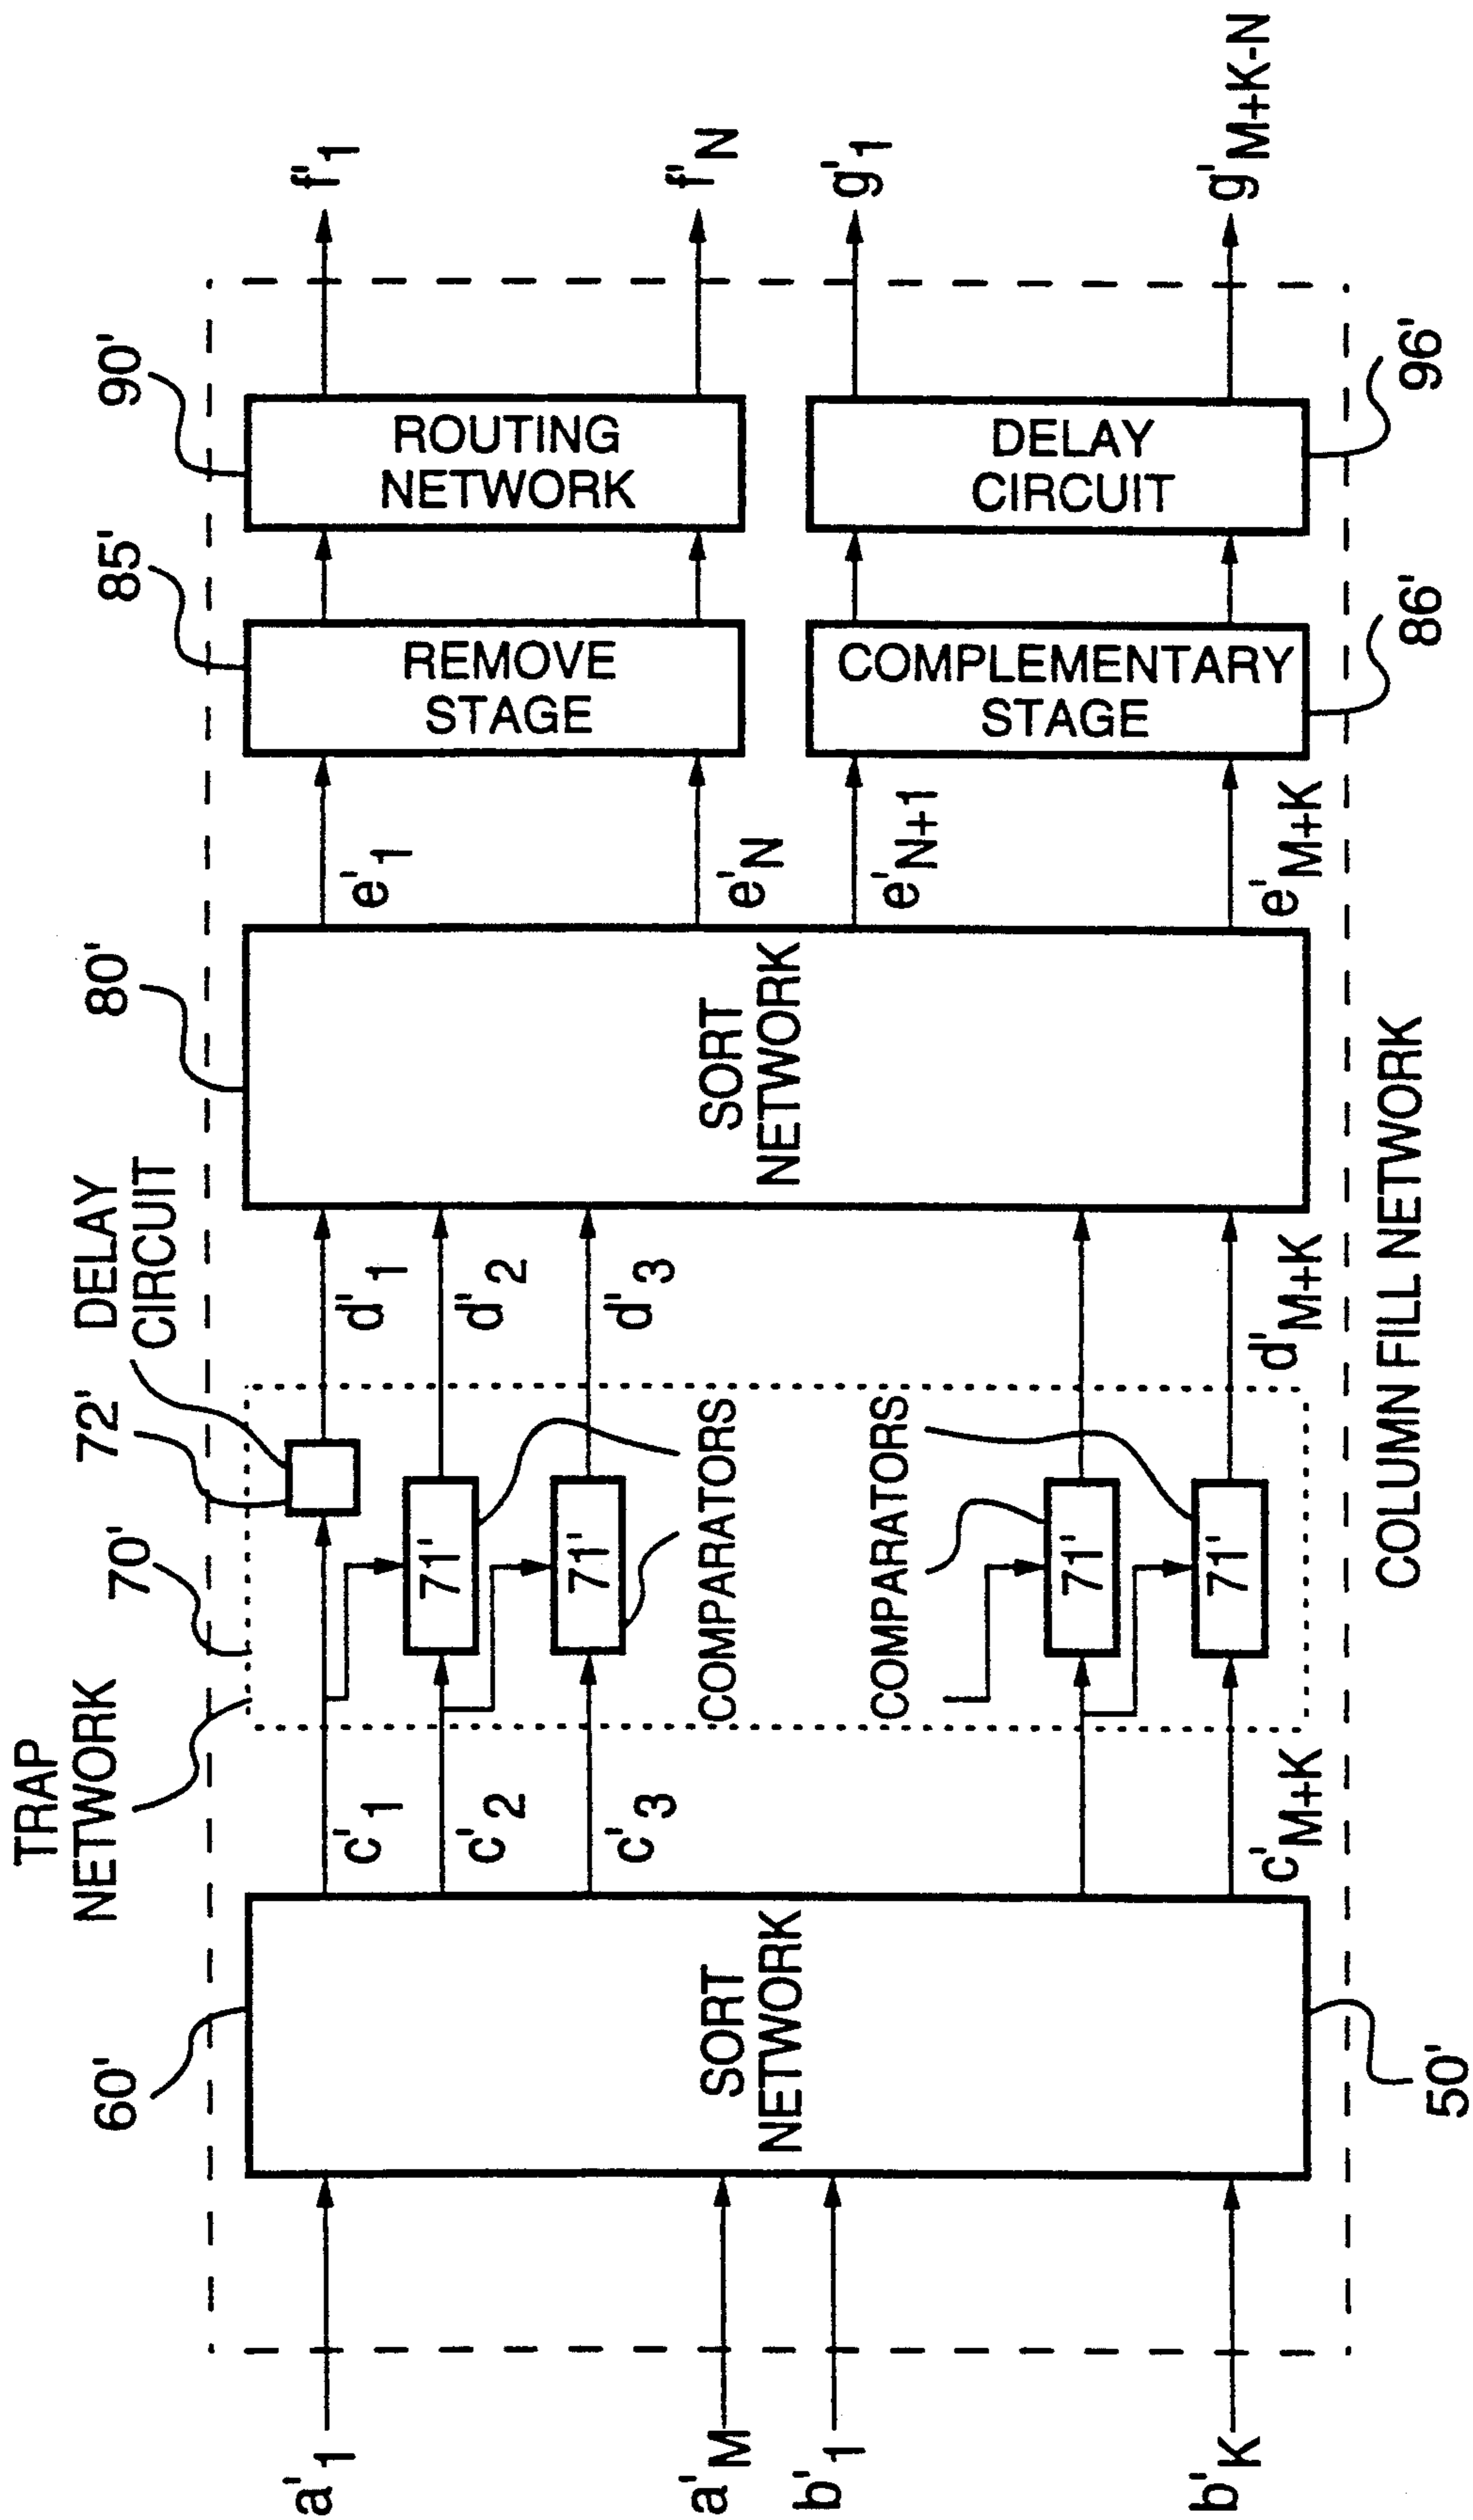 TRAP
NETWORK
70'
72'
DELAY
CIRCUIT
60'
80'
85'
90'
a'1
a'M
b'1
b'K
SORT
NETWORK
50'
c'1
c'2
c'3
c'M+K
71'
71'
COMPARATORS
COMPARATORS
71'
71'
d'1
d'2
d'3
d'M+K
SORT
NETWORK
e'1
e'N
e'N+1
e'M+K
REMOVE
STAGE
COMPLEMENTARY
STAGE
86'
ROUTING
NETWORK
DELAY
CIRCUIT
96'
f'1
f'N
g'1
g'M+K-N
COLUMN FILL NETWORK